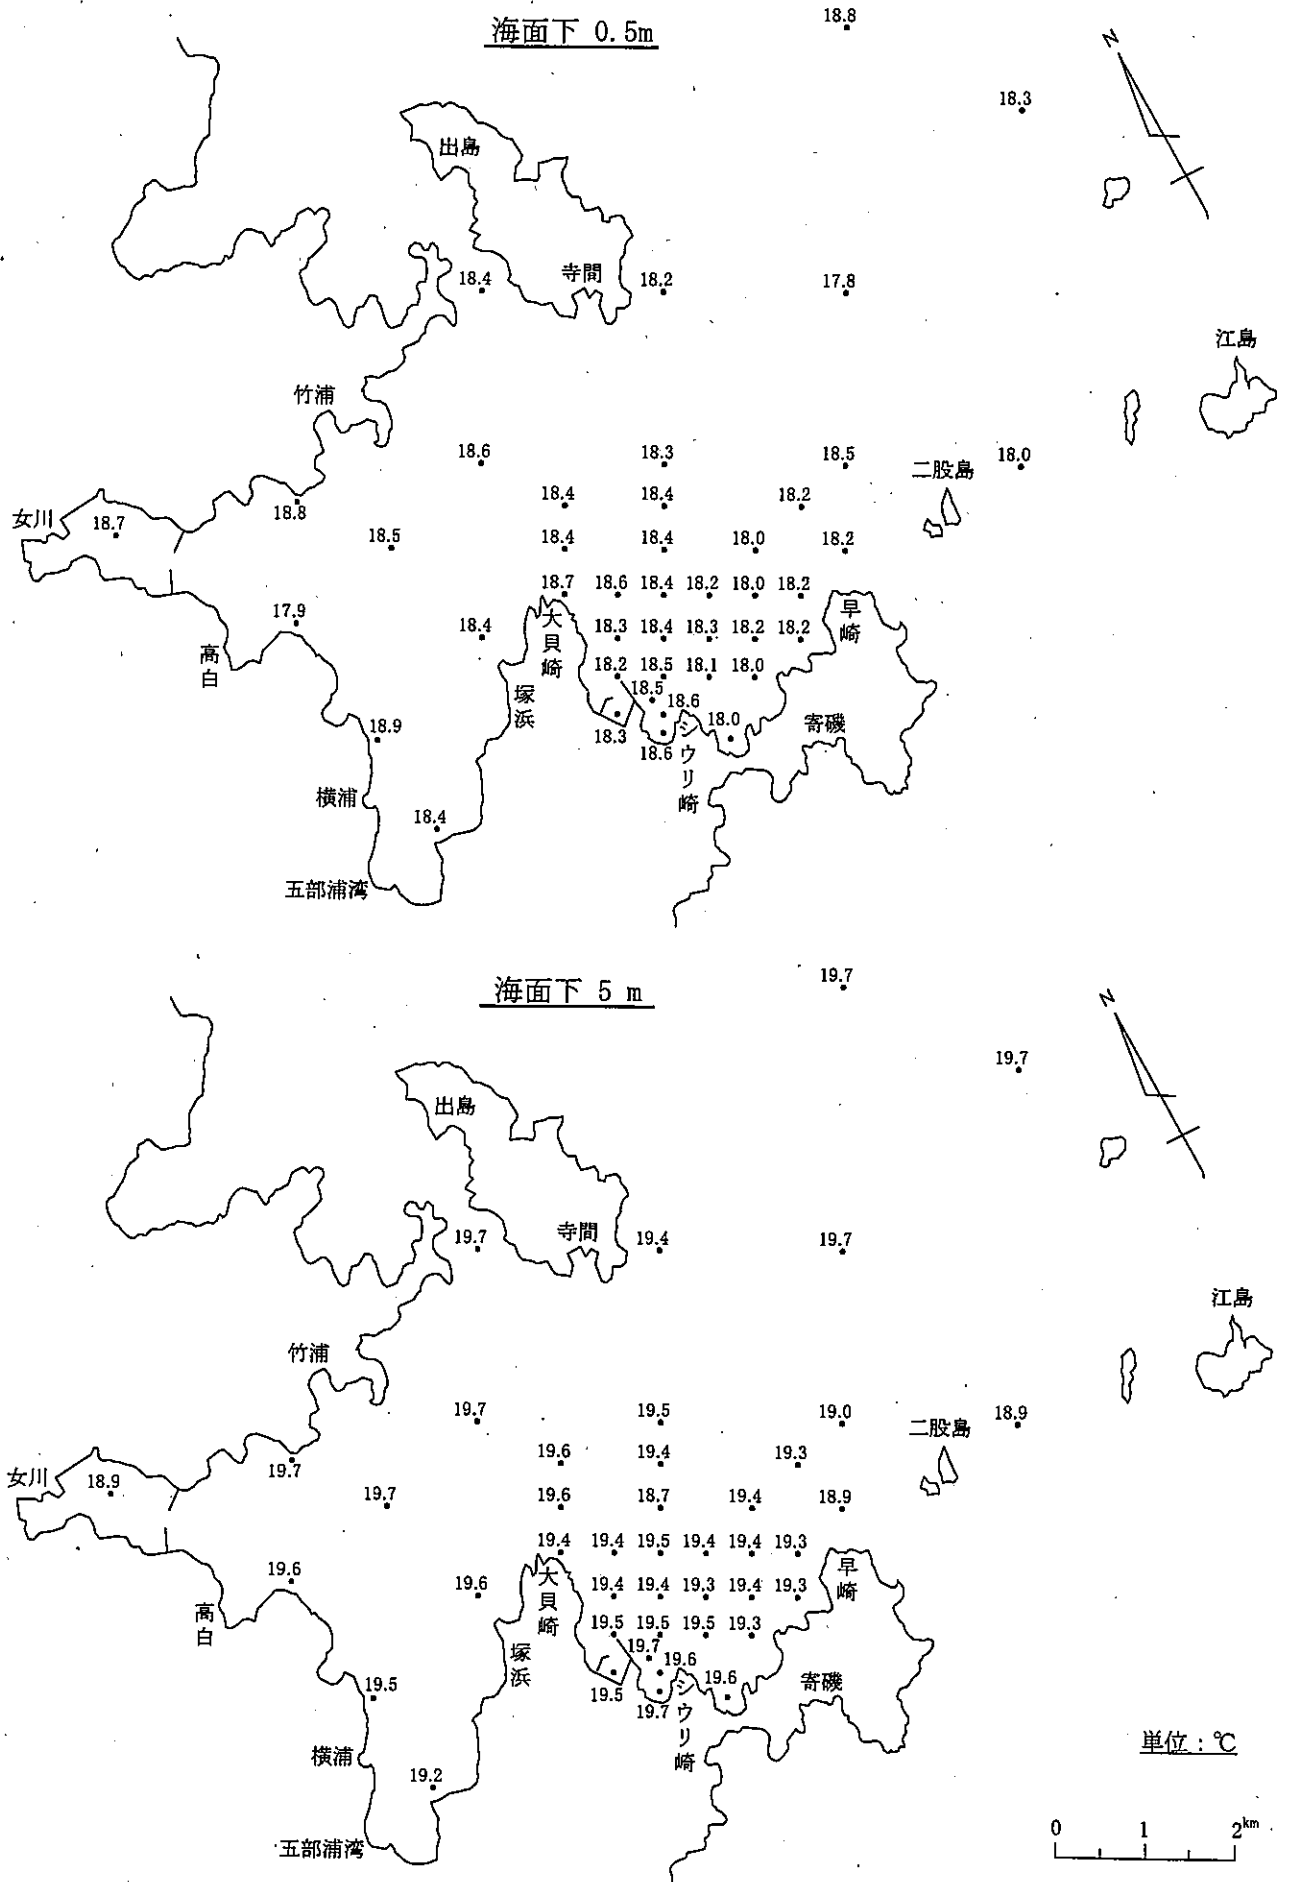 海面下 0.5m
18.8
18.3
出島
18.4
寺間
18.2
17.8
江島
竹浦
18.6
18.3
18.5
二股島
18.0
18.4
18.4
18.2
女川
18.7
18.8
18.5
18.4
18.4
18.0
18.2
18.7
18.6
18.4
18.2
18.0
18.2
17.9
18.4
大貝崎
18.3
18.4
18.3
18.2
18.2
早崎
高白
18.2
18.5
18.1
18.0
塚浜
18.5
18.6
18.0
寄磯
18.9
18.3
18.6
シウリ崎
横浦
18.4
五部浦湾
海面下 5 m
19.7
19.7
出島
19.7
寺間
19.4
19.7
江島
竹浦
19.7
19.5
19.0
二股島
18.9
19.6
19.4
19.3
女川
18.9
19.7
19.7
19.6
18.7
19.4
18.9
19.4
19.4
19.5
19.4
19.4
19.3
19.6
19.6
大貝崎
19.4
19.4
19.3
19.4
19.3
早崎
高白
19.5
19.5
19.5
19.3
塚浜
19.7
19.6
19.6
寄磯
19.5
19.5
19.7
シウリ崎
横浦
19.2
五部浦湾
単位：℃
0 1 2km
N
N